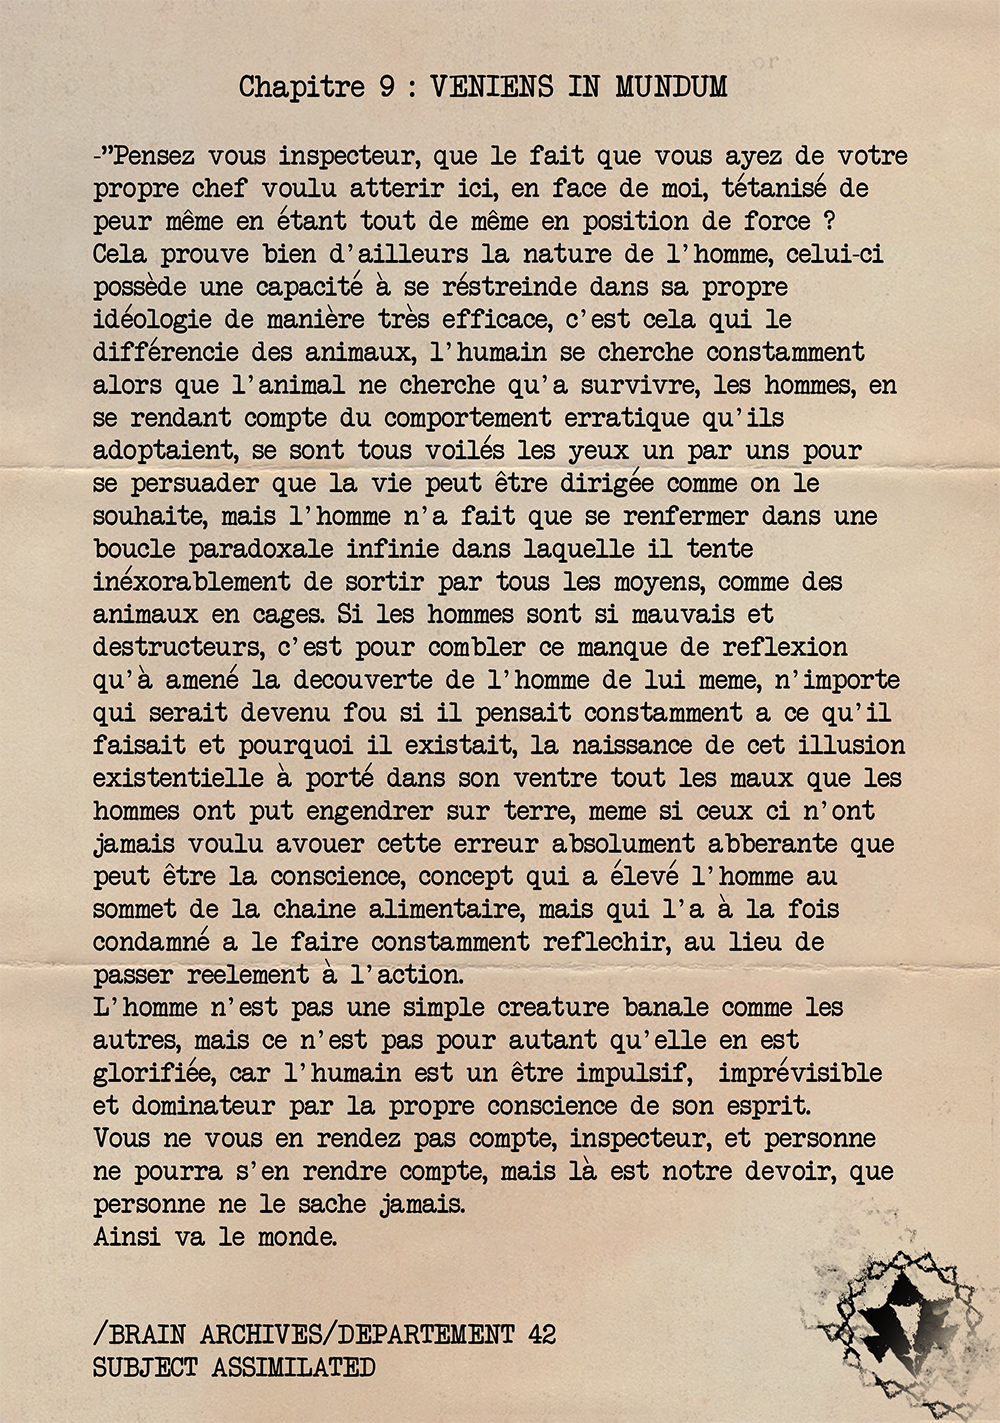 Chapitre 9 : VENIENS IN MUNDUM
-”Pensez vous inspecteur, que le fait que vous ayez de votre
propre chef voulu atterir ici, en face de moi, tétanisé de
peur même en étant tout de même en position de force ?
Cela prouve bien d’ailleurs la nature de l’homme, celui-ci
possède une capacité à se réstreinde dans sa propre
idéologie de manière très efficace, c’est cela qui le
différencie des animaux, l’humain se cherche constamment
alors que l’animal ne cherche qu’a survivre, les hommes, en
se rendant compte du comportement erratique qu’ils
adoptaient, se sont tous voilés les yeux un par uns pour
se persuader que la vie peut être dirigée comme on le
souhaite, mais l’homme n’a fait que se renfermer dans une
boucle paradoxale infinie dans laquelle il tente
inéxorablement de sortir par tous les moyens, comme des
animaux en cages. Si les hommes sont si mauvais et
destructeurs, c’est pour combler ce manque de reflexion
qu’à amené la decouverte de l’homme de lui meme, n’importe
qui serait devenu fou si il pensait constamment a ce qu’il
faisait et pourquoi il existait, la naissance de cet illusion
existentielle à porté dans son ventre tout les maux que les
hommes ont put engendrer sur terre, meme si ceux ci n’ont
jamais voulu avouer cette erreur absolument abberante que
peut être la conscience, concept qui a élevé l’homme au
sommet de la chaine alimentaire, mais qui l’a à la fois
condamné a le faire constamment reflechir, au lieu de
passer reelement à l’action.
L’homme n’est pas une simple creature banale comme les
autres, mais ce n’est pas pour autant qu’elle en est
glorifiée, car l’humain est un être impulsif,  imprévisible
et dominateur par la propre conscience de son esprit.
Vous ne vous en rendez pas compte, inspecteur, et personne
ne pourra s’en rendre compte, mais là est notre devoir, que
personne ne le sache jamais.
Ainsi va le monde.
/BRAIN ARCHIVES/DEPARTEMENT 42
SUBJECT ASSIMILATED